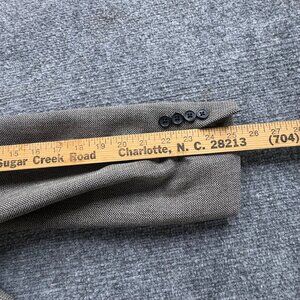 15 16 17 18 19 20 21 22 23 24 25 26 27
Sugar Creek Road Charlotte, N. C. 28213 (704)